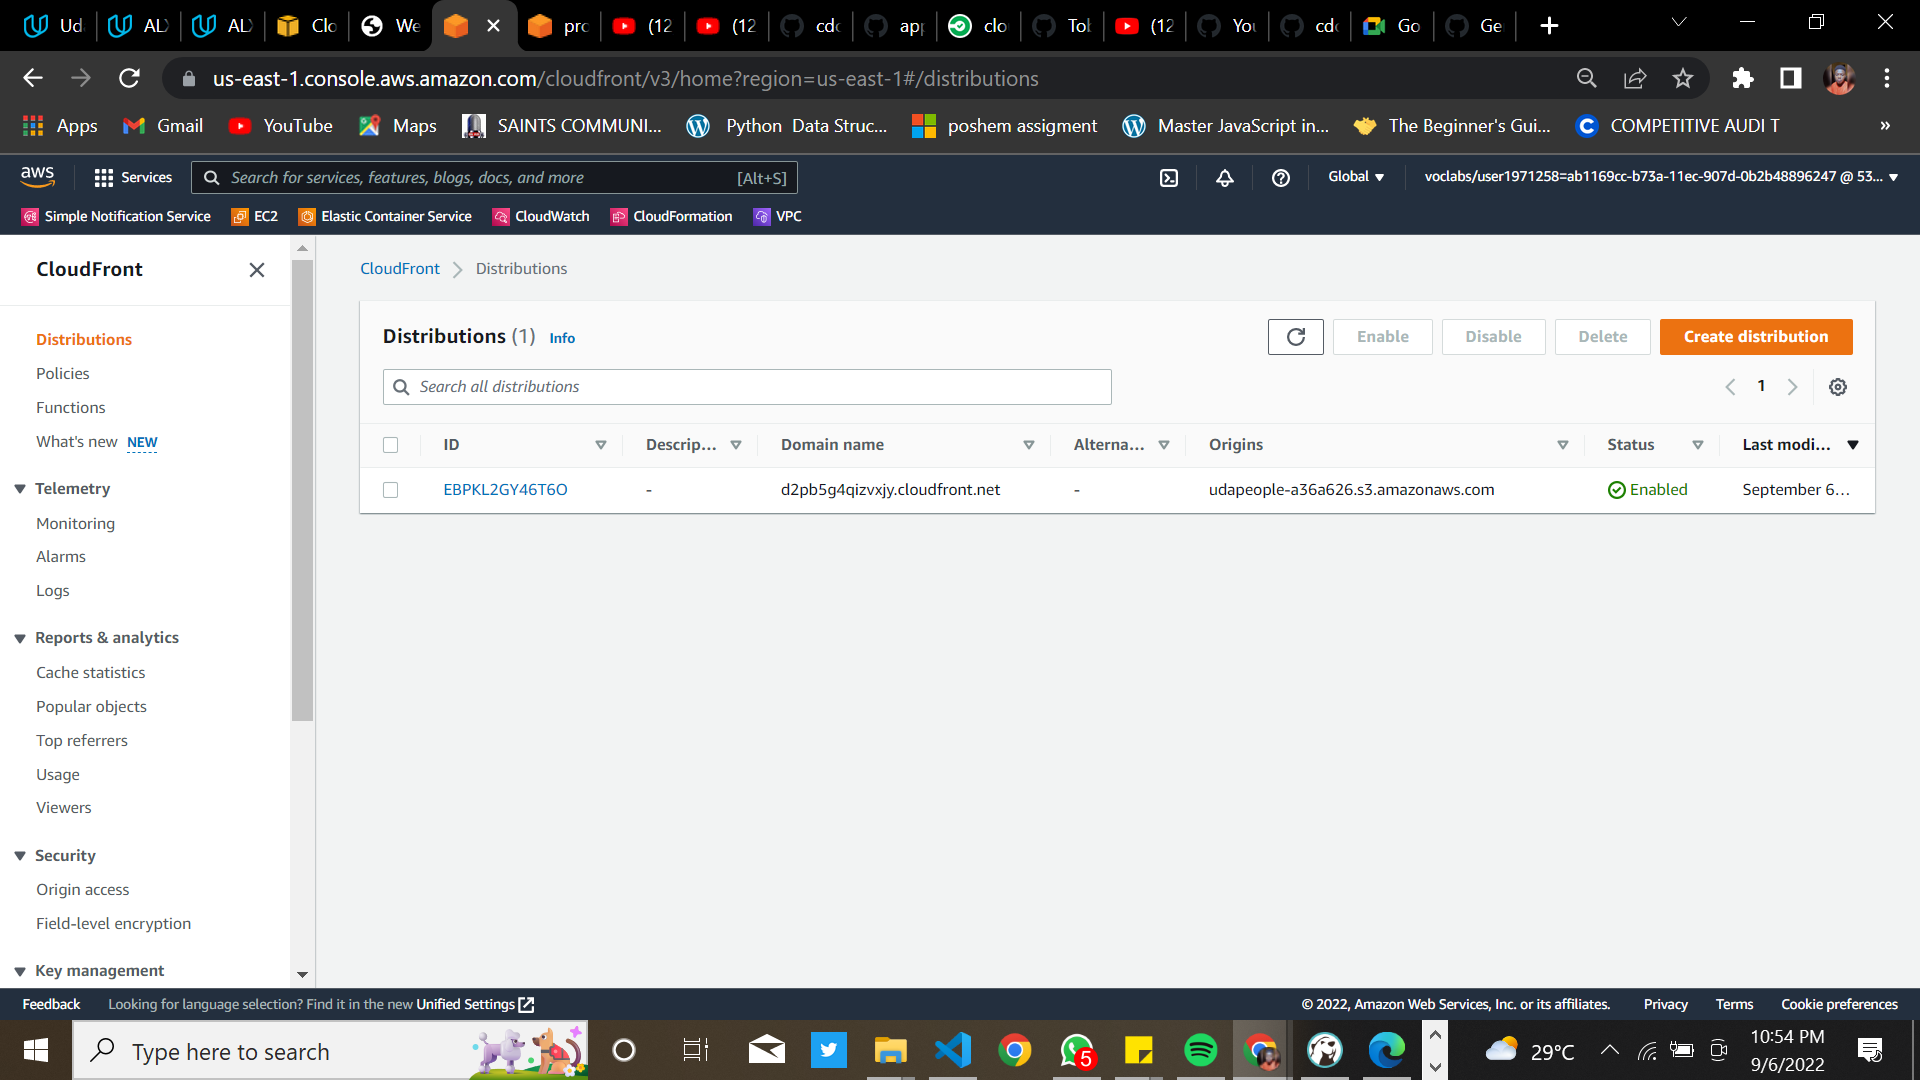 Ud
AL
AL
Clo
We
pro
(12
(12
cdc
app
clo
Tob
(12
You
cdc
Go
Ge
us-east-1.console.aws.amazon.com/cloudfront/v3/home?region=us-east-1#/distributions
Apps
Gmail
YouTube
Maps
SAINTS COMMUNI...
Python Data Struc...
poshem assigment
Master JavaScript in...
The Beginner's Gui...
COMPETITIVE AUDI T
»
aws
Services
Search for services, features, blogs, docs, and more
[Alt+S]
Global
voclabs/user1971258=ab1169cc-b73a-11ec-907d-0b2b48896247 @ 53...
Simple Notification Service
EC2
Elastic Container Service
CloudWatch
CloudFormation
VPC
CloudFront
Distributions
Policies
Functions
What's new NEW
Telemetry
Monitoring
Alarms
Logs
Reports & analytics
Cache statistics
Popular objects
Top referrers
Usage
Viewers
Security
Origin access
Field-level encryption
Key management
CloudFront
Distributions
Distributions (1) Info
Enable
Disable
Delete
Create distribution
Search all distributions
1
ID
Descrip...
Domain name
Alterna...
Origins
Status
Last modi...
EBPKL2GY46T6O
-
d2pb5g4qizvxjy.cloudfront.net
-
udapeople-a36a626.s3.amazonaws.com
Enabled
September 6...
Feedback
Looking for language selection? Find it in the new Unified Settings
© 2022, Amazon Web Services, Inc. or its affiliates.
Privacy
Terms
Cookie preferences
Type here to search
5
29°C
10:54 PM
9/6/2022